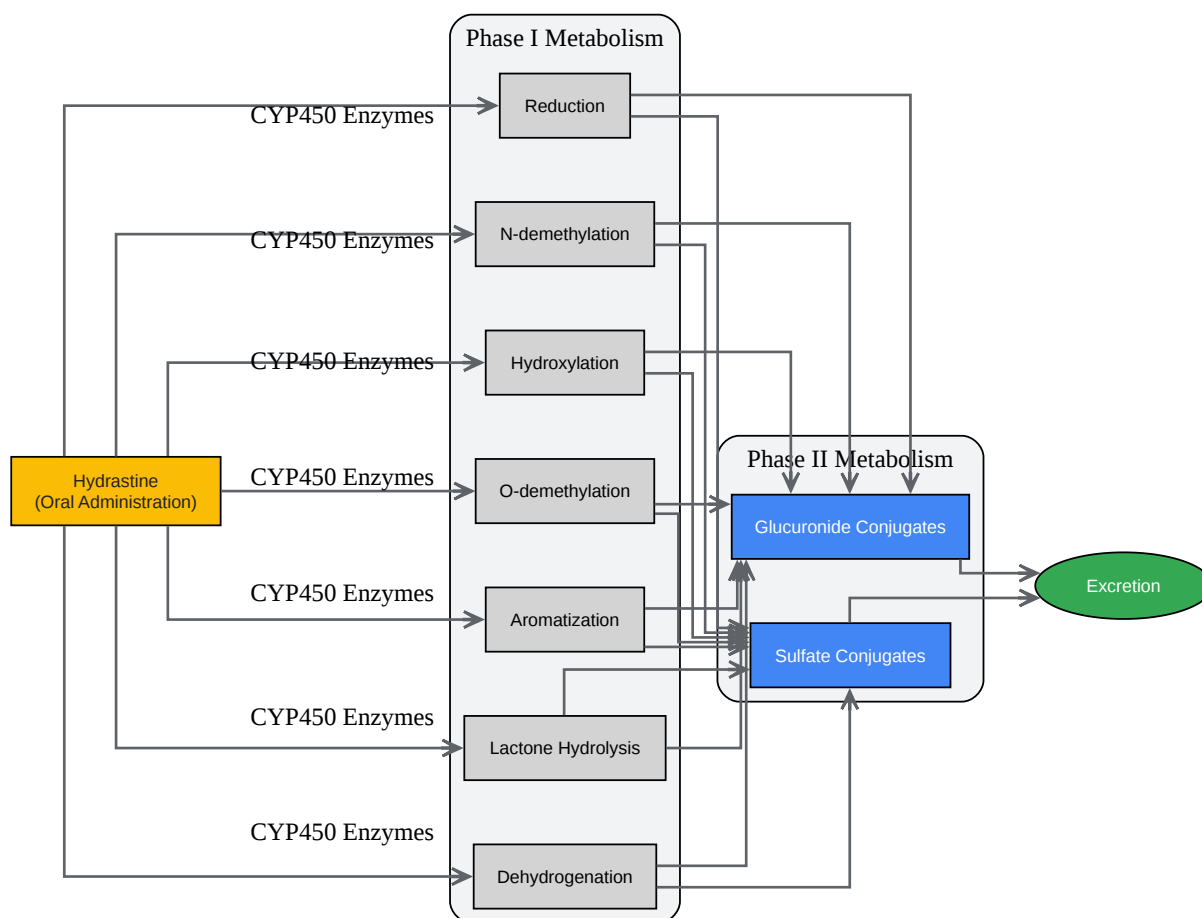 Phase I Metabolism
CYP450 Enzymes
Reduction
CYP450 Enzymes
N-demethylation
CYP450 Enzymes
Hydroxylation
Phase II Metabolism
Hydrastine
(Oral Administration)
CYP450 Enzymes
O-demethylation
Glucuronide Conjugates
CYP450 Enzymes
Aromatization
Excretion
Sulfate Conjugates
CYP450 Enzymes
Lactone Hydrolysis
CYP450 Enzymes
Dehydrogenation